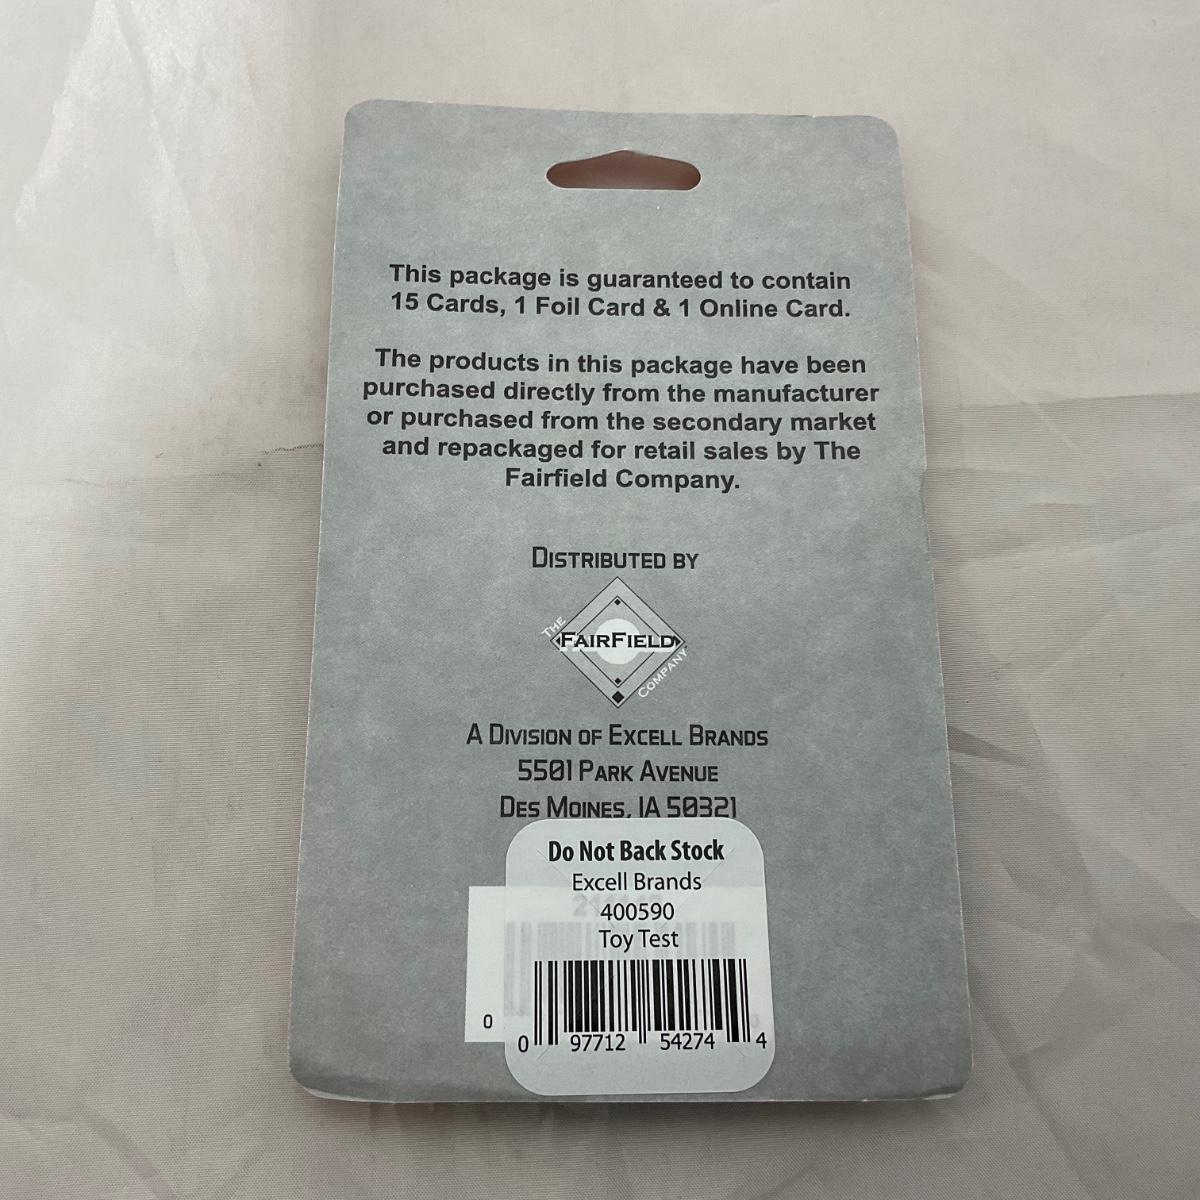 This package is guaranteed to contain
15 Cards, 1 Foil Card & 1 Online Card.
The products in this package have been
purchased directly from the manufacturer
or purchased from the secondary market
and repackaged for retail sales by The
Fairfield Company.
DISTRIBUTED BY
THE
FAIRFIELD
COMPANY
A DIVISION OF EXCELL BRANDS
5501 PARK AVENUE
DES MOINES, IA 50321
Do Not Back Stock
Excell Brands
400590
Toy Test
0
0 97712 54274 4